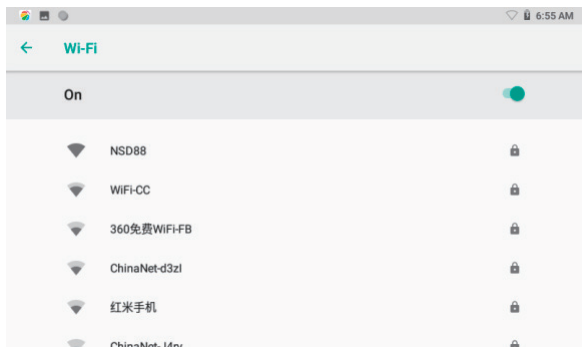 6:55 AM
Wi-Fi
On
NSD88
WiFi-CC
360免费WiFi-FB
ChinaNet-d3zl
红米手机